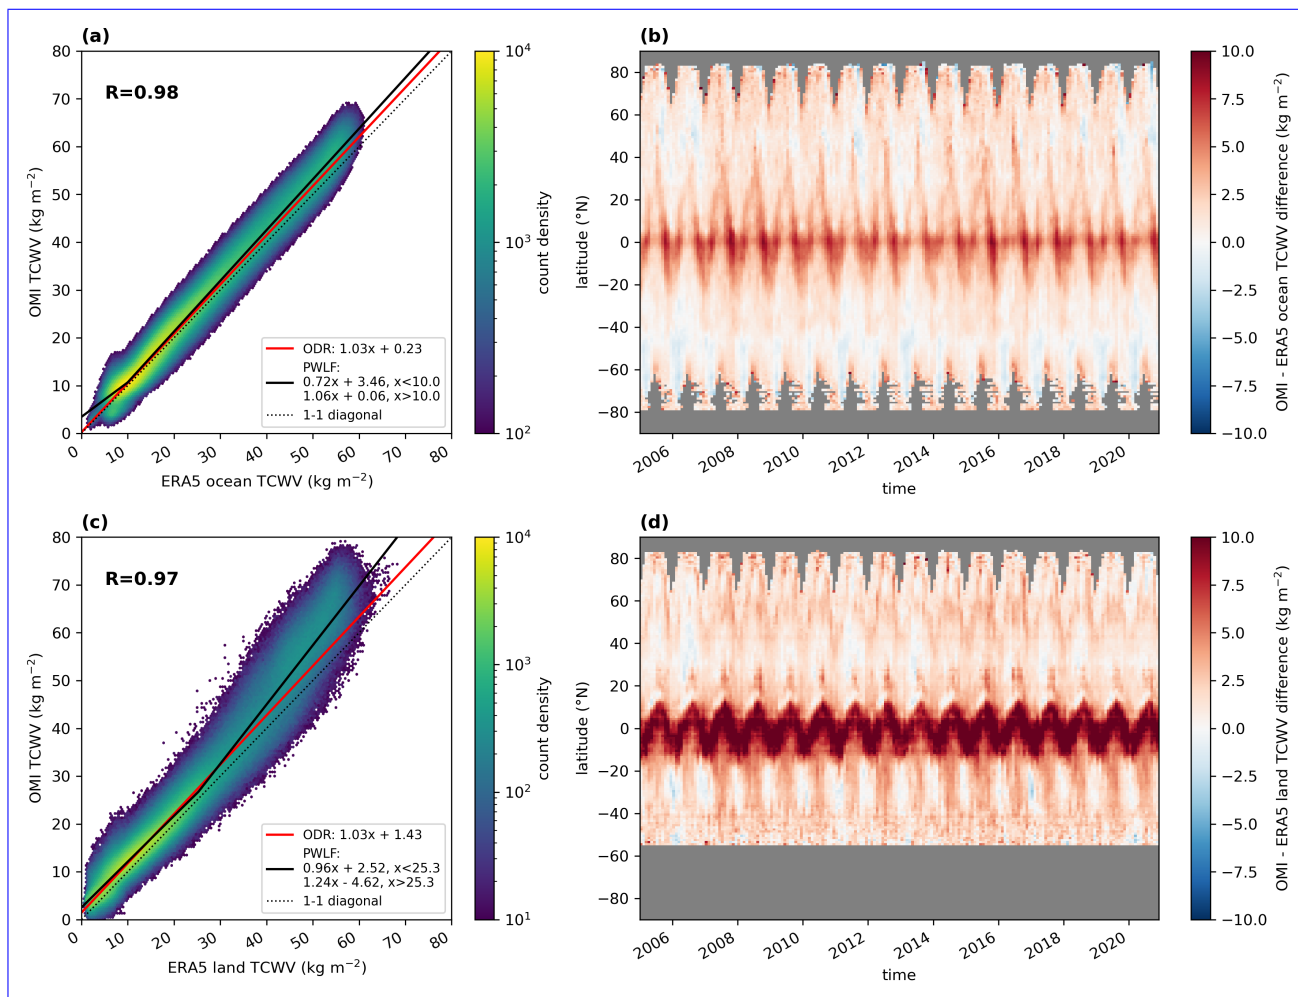 (a)
R=0.98
80
70
60
50
40
30
20
10
0
OMI TCWV (kg m⁻²)
0 10 20 30 40 50 60 70 80
ERA5 ocean TCWV (kg m⁻²)
ODR: 1.03x + 0.23
PWLF:
0.72x + 3.46, x<10.0
1.06x + 0.06, x>10.0
1-1 diagonal
10⁴
10³
10²
count density
(b)
80
60
40
20
0
−20
−40
−60
−80
latitude (°N)
2006 2008 2010 2012 2014 2016 2018 2020
time
10.0
7.5
5.0
2.5
0.0
−2.5
−5.0
−7.5
−10.0
OMI - ERA5 ocean TCWV difference (kg m⁻²)
(c)
R=0.97
80
70
60
50
40
30
20
10
0
OMI TCWV (kg m⁻²)
0 10 20 30 40 50 60 70 80
ERA5 land TCWV (kg m⁻²)
ODR: 1.03x + 1.43
PWLF:
0.96x + 2.52, x<25.3
1.24x - 4.62, x>25.3
1-1 diagonal
10⁴
10³
10²
10¹
count density
(d)
80
60
40
20
0
−20
−40
−60
−80
latitude (°N)
2006 2008 2010 2012 2014 2016 2018 2020
time
10.0
7.5
5.0
2.5
0.0
−2.5
−5.0
−7.5
−10.0
OMI - ERA5 land TCWV difference (kg m⁻²)